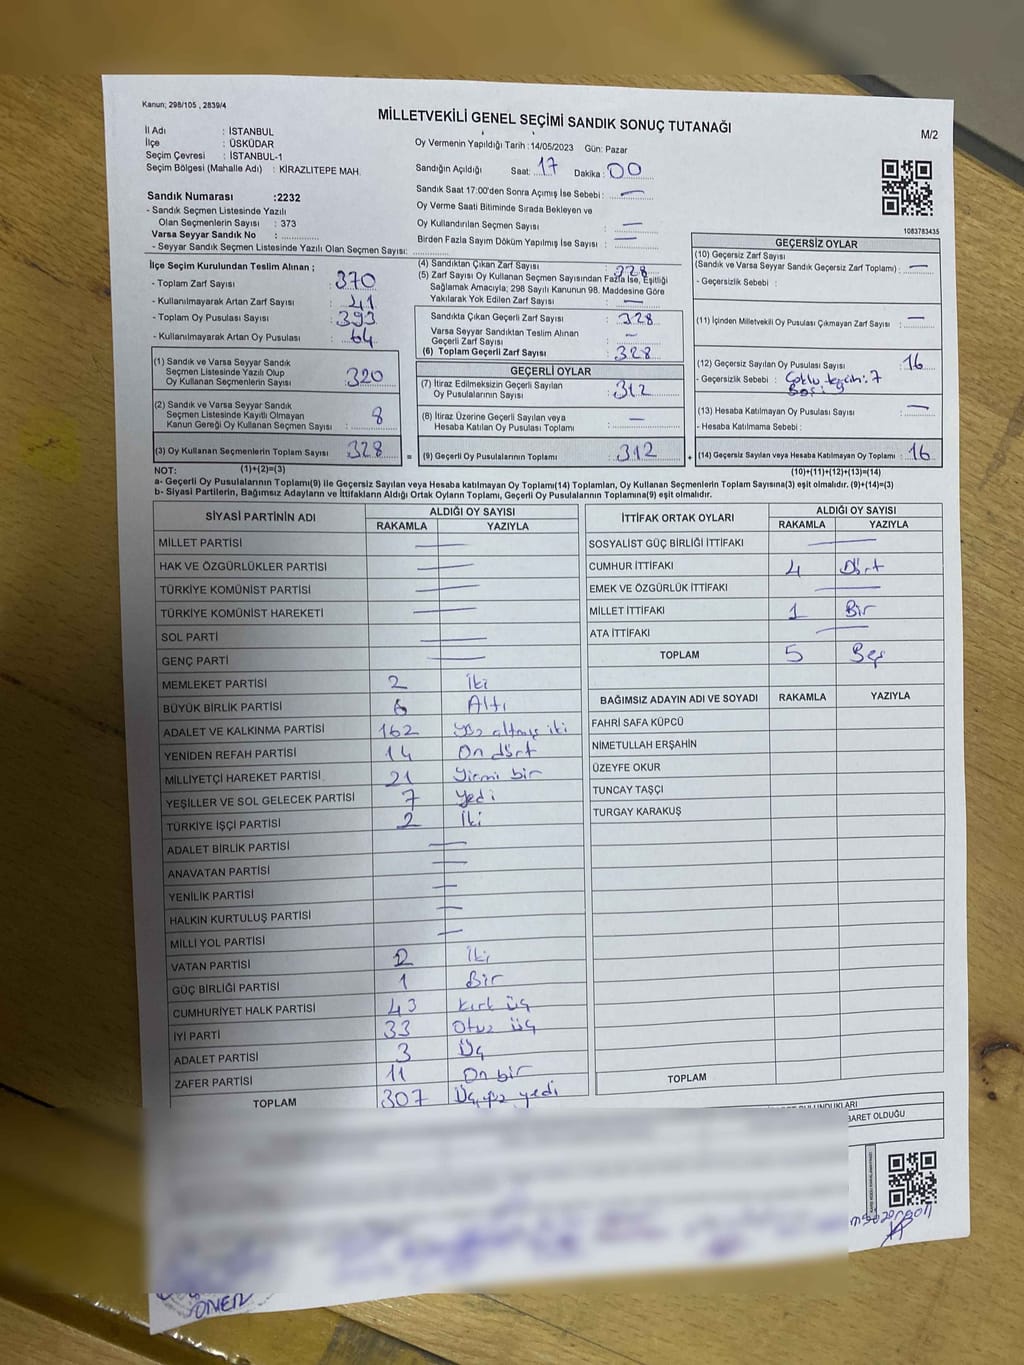 Kanun; 298/105 , 2839/4
MİLLETVEKİLİ GENEL SEÇİMİ SANDIK SONUÇ TUTANAĞI
M/2
İl Adı : İSTANBUL
İlçe : ÜSKÜDAR
Seçim Çevresi : İSTANBUL-1
Seçim Bölgesi (Mahalle Adı) : KİRAZLITEPE MAH.
Sandık Numarası :2232
- Sandık Seçmen Listesinde Yazılı
Olan Seçmenlerin Sayısı : 373
Varsa Seyyar Sandık No :
- Seyyar Sandık Seçmen Listesinde Yazılı Olan Seçmen Sayısı:
Oy Vermenin Yapıldığı Tarih : 14/05/2023 Gün: Pazar
Sandığın Açıldığı Saat: 17 Dakika : 00
Sandık Saat 17:00'den Sonra Açımış İse Sebebi : —
Oy Verme Saati Bitiminde Sırada Bekleyen ve
Oy Kullandırılan Seçmen Sayısı : —
Birden Fazla Sayım Döküm Yapılmış İse Sayısı : —
1083783435
İlçe Seçim Kurulundan Teslim Alınan ;
- Toplam Zarf Sayısı : 370
- Kullanılmayarak Artan Zarf Sayısı : 41
- Toplam Oy Pusulası Sayısı : 393
- Kullanılmayarak Artan Oy Pusulası : 64
(1) Sandık ve Varsa Seyyar Sandık
Seçmen Listesinde Yazılı Olup
Oy Kullanan Seçmenlerin Sayısı : 320
(2) Sandık ve Varsa Seyyar Sandık
Seçmen Listesinde Kayıtlı Olmayan
Kanun Gereği Oy Kullanan Seçmen Sayısı : 8
(3) Oy Kullanan Seçmenlerin Toplam Sayısı : 328
(4) Sandıktan Çıkan Zarf Sayısı : 328
(5) Zarf Sayısı Oy Kullanan Seçmen Sayısından Fazla İse, Eşitliği
Sağlamak Amacıyla; 298 Sayılı Kanunun 98. Maddesine Göre
Yakılarak Yok Edilen Zarf Sayısı : —
Sandıkta Çıkan Geçerli Zarf Sayısı : 328
Varsa Seyyar Sandıktan Teslim Alınan
Geçerli Zarf Sayısı : —
(6) Toplam Geçerli Zarf Sayısı : 328
GEÇERLİ OYLAR
(7) İtiraz Edilmeksizin Geçerli Sayılan
Oy Pusulalarının Sayısı : 312
(8) İtiraz Üzerine Geçerli Sayılan veya
Hesaba Katılan Oy Pusulası Toplamı : —
= (9) Geçerli Oy Pusulalarının Toplamı : 312
GEÇERSİZ OYLAR
(10) Geçersiz Zarf Sayısı
(Sandık ve Varsa Seyyar Sandık Geçersiz Zarf Toplamı) : —
- Geçersizlik Sebebi :
(11) İçinden Milletvekili Oy Pusulası Çıkmayan Zarf Sayısı : —
(12) Geçersiz Sayılan Oy Pusulası Sayısı : 16
- Geçersizlik Sebebi : 7
(13) Hesaba Katılmayan Oy Pusulası Sayısı : —
- Hesaba Katılmama Sebebi :
+ (14) Geçersiz Sayılan veya Hesaba Katılmayan Oy Toplamı : 16
NOT: (1)+(2)=(3) (10)+(11)+(12)+(13)=(14)
a- Geçerli Oy Pusulalarının Toplamı(9) ile Geçersiz Sayılan veya Hesaba Katılmayan Oy Toplamı(14) Toplamları, Oy Kullanan Seçmenlerin Toplam Sayısına(3) eşit olmalıdır. (9)+(14)=(3)
b- Siyasi Partilerin, Bağımsız Adayların ve İttifakların Aldığı Ortak Oyların Toplamı, Geçerli Oy Pusulalarının Toplamına(9) eşit olmalıdır.
SİYASİ PARTİNİN ADI ALDIĞI OY SAYISI
RAKAMLA YAZIYLA
MİLLET PARTİSİ —
HAK VE ÖZGÜRLÜKLER PARTİSİ —
TÜRKİYE KOMÜNİST PARTİSİ —
TÜRKİYE KOMÜNİST HAREKETİ —
SOL PARTİ —
GENÇ PARTİ —
MEMLEKET PARTİSİ 2 İki
BÜYÜK BİRLİK PARTİSİ 6 Altı
ADALET VE KALKINMA PARTİSİ 162 Yüz altmış iki
YENİDEN REFAH PARTİSİ 14 On dört
MİLLİYETÇİ HAREKET PARTİSİ 21 Yirmi bir
YEŞİLLER VE SOL GELECEK PARTİSİ 7 Yedi
TÜRKİYE İŞÇİ PARTİSİ 2 İki
ADALET BİRLİK PARTİSİ —
ANAVATAN PARTİSİ —
YENİLİK PARTİSİ —
HALKIN KURTULUŞ PARTİSİ —
MİLLİ YOL PARTİSİ —
VATAN PARTİSİ 2 İki
GÜÇ BİRLİĞİ PARTİSİ 1 Bir
CUMHURİYET HALK PARTİSİ 43 Kırk üç
İYİ PARTİ 33 Otuz üç
ADALET PARTİSİ 3 Üç
ZAFER PARTİSİ 11 On bir
TOPLAM 307 Üç yüz yedi
İTTİFAK ORTAK OYLARI ALDIĞI OY SAYISI
RAKAMLA YAZIYLA
SOSYALİST GÜÇ BİRLİĞİ İTTİFAKI —
CUMHUR İTTİFAKI 4 Dört
EMEK VE ÖZGÜRLÜK İTTİFAKI —
MİLLET İTTİFAKI 1 Bir
ATA İTTİFAKI —
TOPLAM 5 Beş
BAĞIMSIZ ADAYIN ADI VE SOYADI RAKAMLA YAZIYLA
FAHRİ SAFA KÜPCÜ
NİMETULLAH ERŞAHİN
ÜZEYFE OKUR
TUNCAY TAŞÇI
TURGAY KARAKUŞ
TOPLAM
BARET OLDUĞU
ÖNER